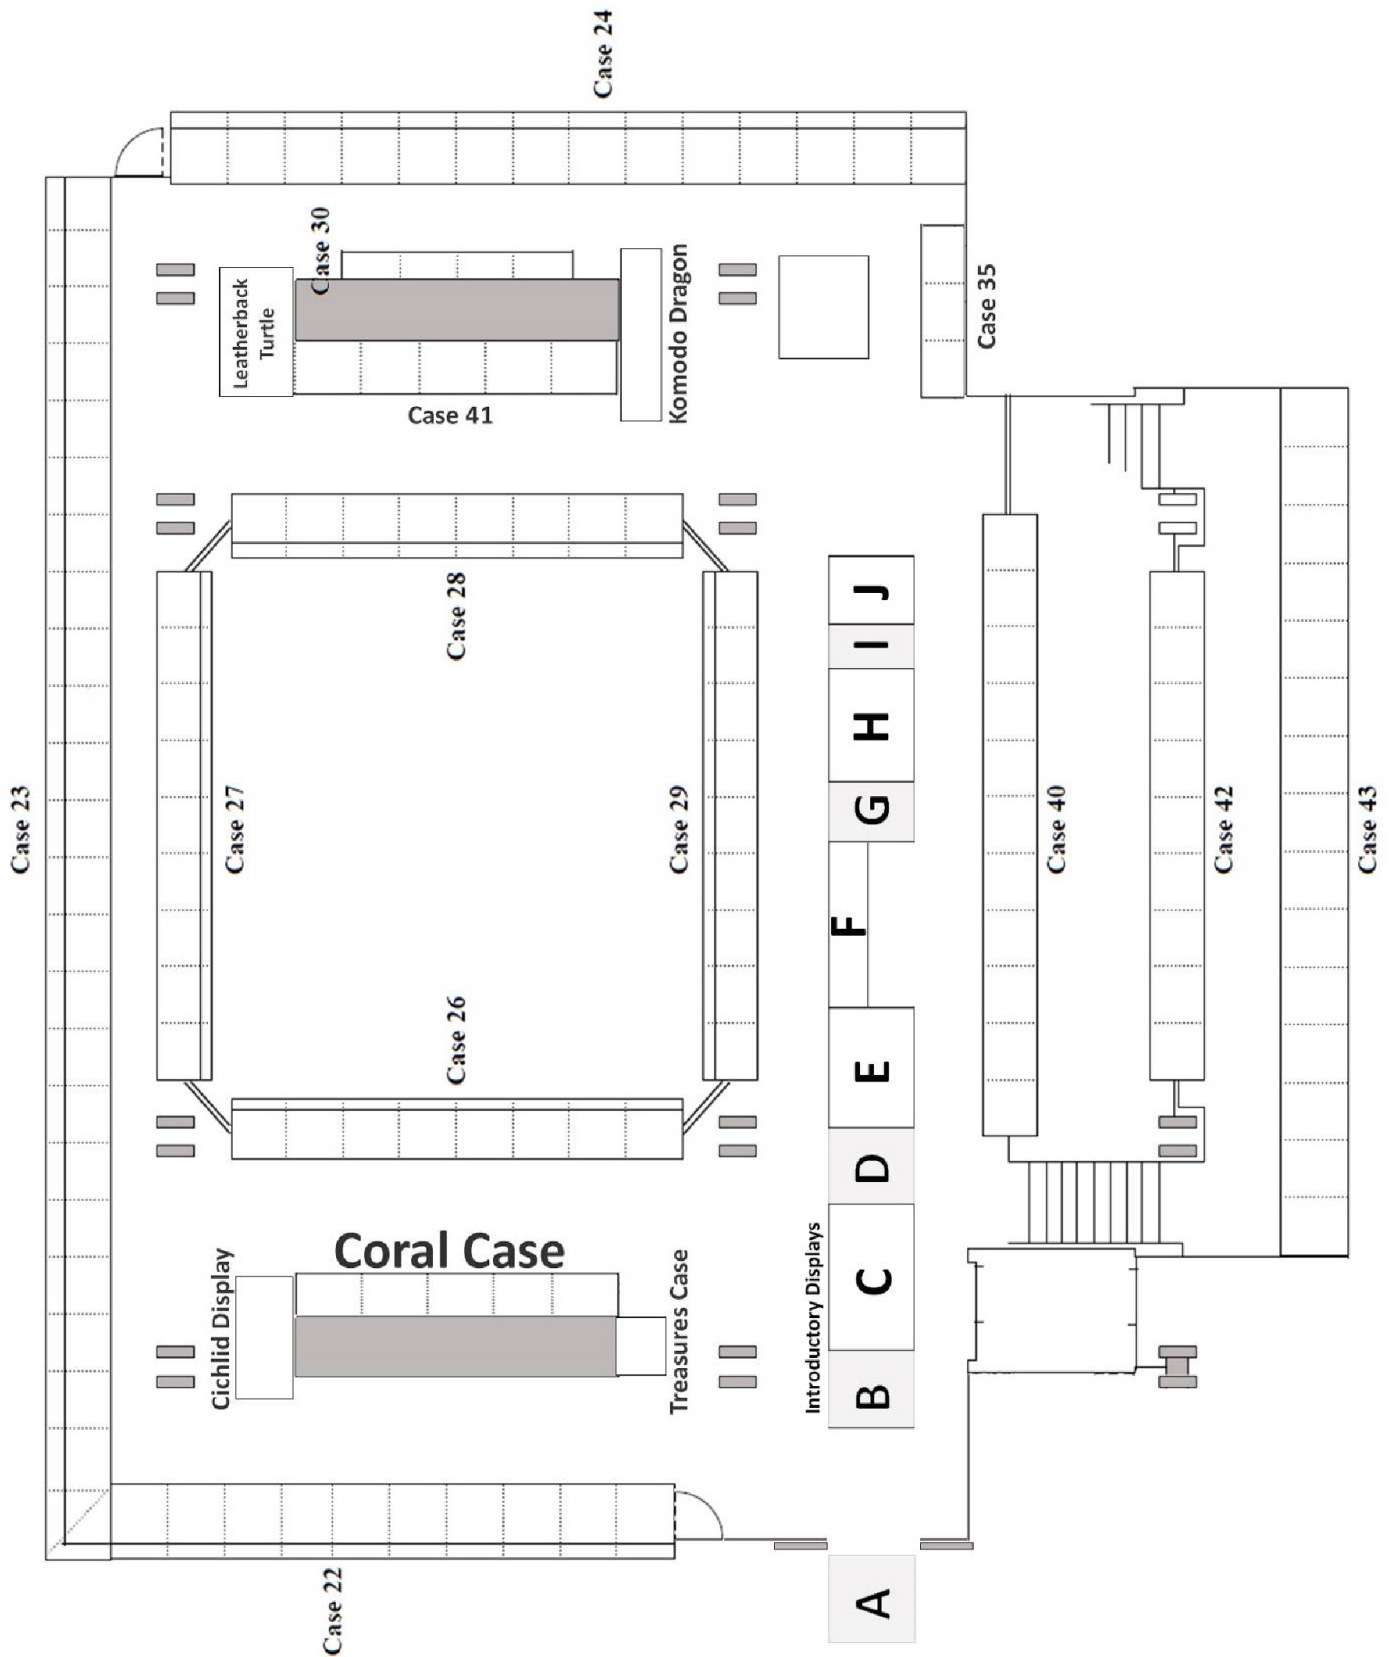 Case 24
Case 30
Leatherback
Turtle
Komodo Dragon
Case 35
Case 41
Case 28
J
I
H
G
F
E
D
C
B
A
Case 23
Case 27
Case 29
Case 40
Case 42
Case 43
Case 26
Coral Case
Cichlid Display
Treasures Case
Introductory Displays
Case 22